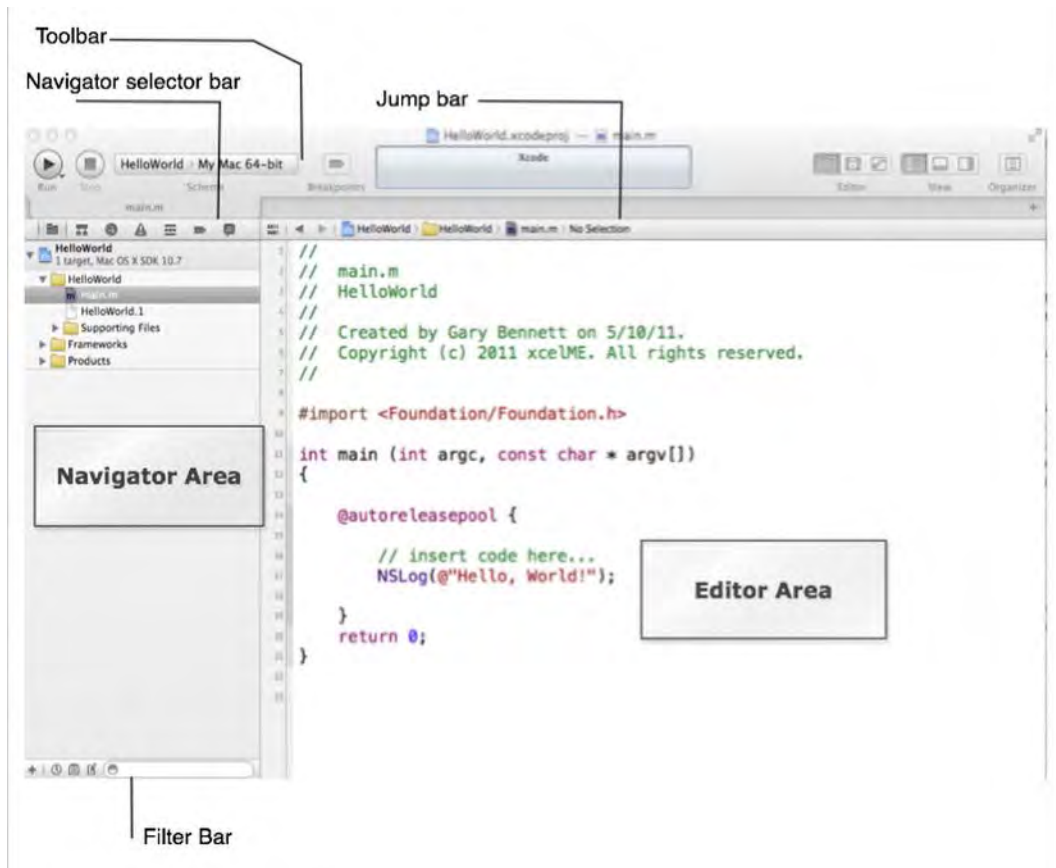 Toolbar
Navigator selector bar
Jump bar
HelloWorld.xcodeproj — main.m
HelloWorld My Mac 64-bit
Xcode
Run Stop Scheme Breakpoints Editor View Organizer
main.m
HelloWorld HelloWorld main.m No Selection
HelloWorld
1 target, Mac OS X SDK 10.7
HelloWorld
main.m
HelloWorld.1
Supporting Files
Frameworks
Products
//
// main.m
// HelloWorld
//
// Created by Gary Bennett on 5/10/11.
// Copyright (c) 2011 xcelME. All rights reserved.
//
#import <Foundation/Foundation.h>
int main (int argc, const char * argv[])
{
@autoreleasepool {
// insert code here...
NSLog(@"Hello, World!");
}
return 0;
}
Navigator Area
Editor Area
Filter Bar